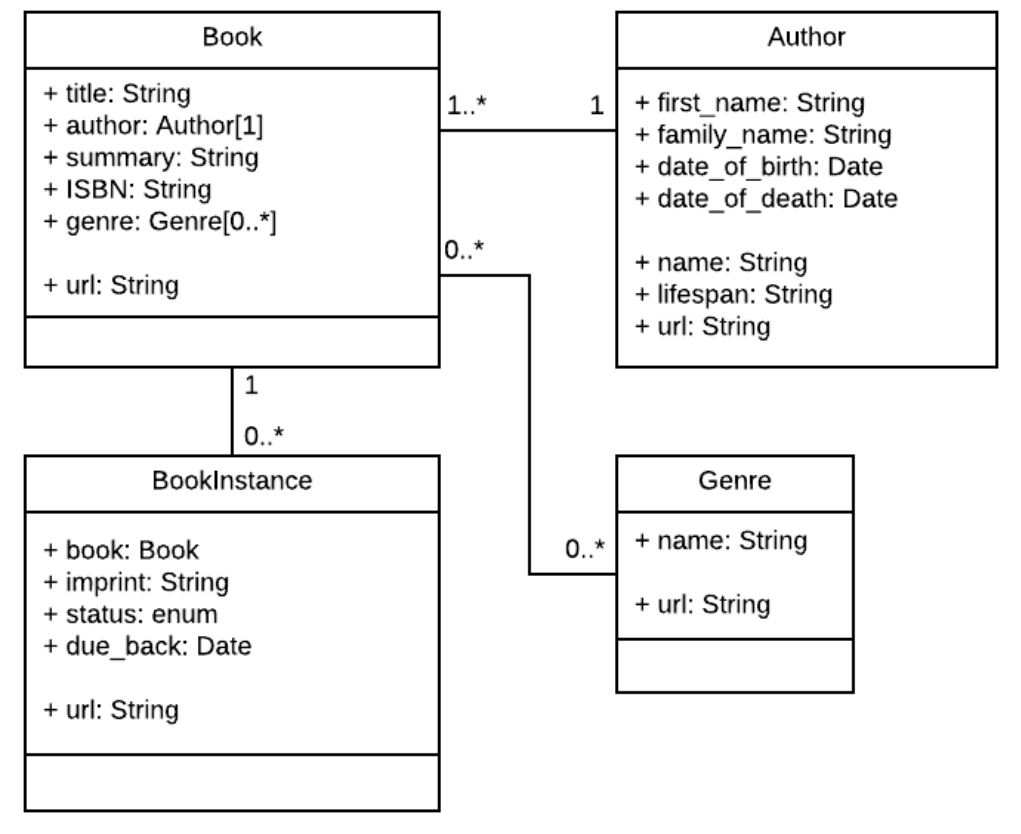 Book
+ title: String
+ author: Author[1]
+ summary: String
+ ISBN: String
+ genre: Genre[0..*]
+ url: String
1..*
1
Author
+ first_name: String
+ family_name: String
+ date_of_birth: Date
+ date_of_death: Date
+ name: String
+ lifespan: String
+ url: String
0..*
1
0..*
BookInstance
+ book: Book
+ imprint: String
+ status: enum
+ due_back: Date
+ url: String
0..*
Genre
+ name: String
+ url: String